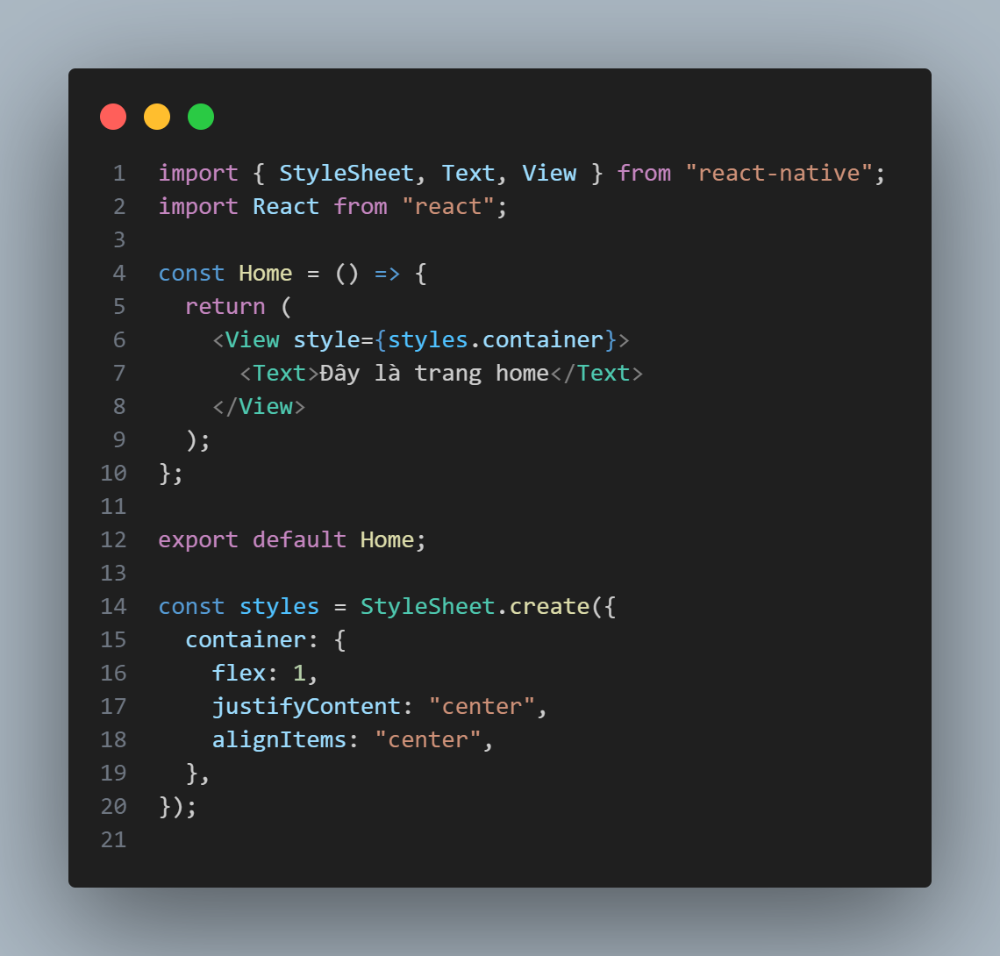 1 import { StyleSheet, Text, View } from "react-native";
2 import React from "react";
3
4 const Home = () => {
5   return (
6     <View style={styles.container}>
7       <Text>Đây là trang home</Text>
8     </View>
9   );
10 };
11
12 export default Home;
13
14 const styles = StyleSheet.create({
15   container: {
16     flex: 1,
17     justifyContent: "center",
18     alignItems: "center",
19   },
20 });
21